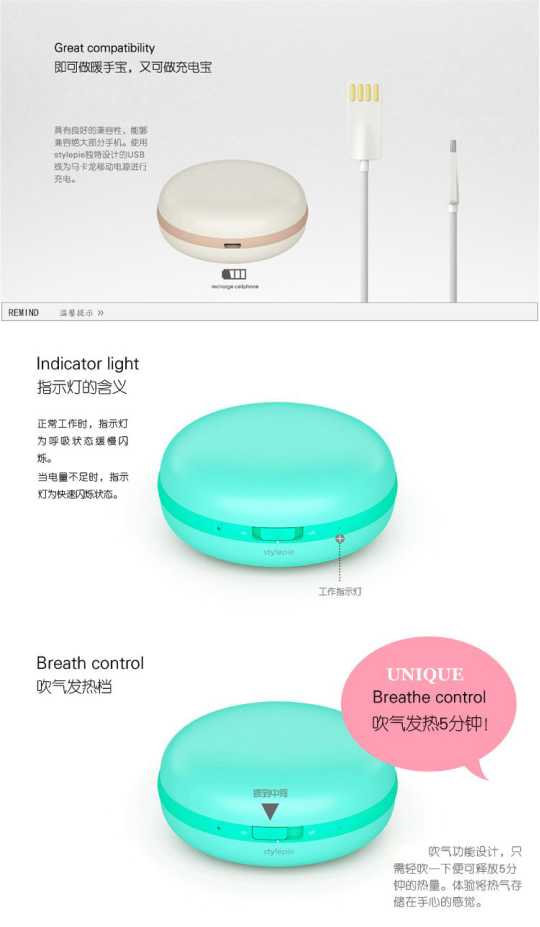 Great compatibility
即可做暖手宝，又可做充电宝
具有良好的兼容性，能够
兼容绝大部分手机。使用
stylepie独特设计的USB
线为马卡龙移动电源进行
充电。
recharge cellphone
REMIND 温馨提示 》
Indicator light
指示灯的含义
正常工作时，指示灯
为呼吸状态缓慢闪
烁。
当电量不足时，指示
灯为快速闪烁状态。
stylepie
工作指示灯
Breath control
吹气发热档
UNIQUE
Breathe control
吹气发热5分钟！
拨到中间
stylepie
吹气功能设计，只
需轻吹一下便可释放5分
钟的热量。体验将热气存
储在手心的感觉。